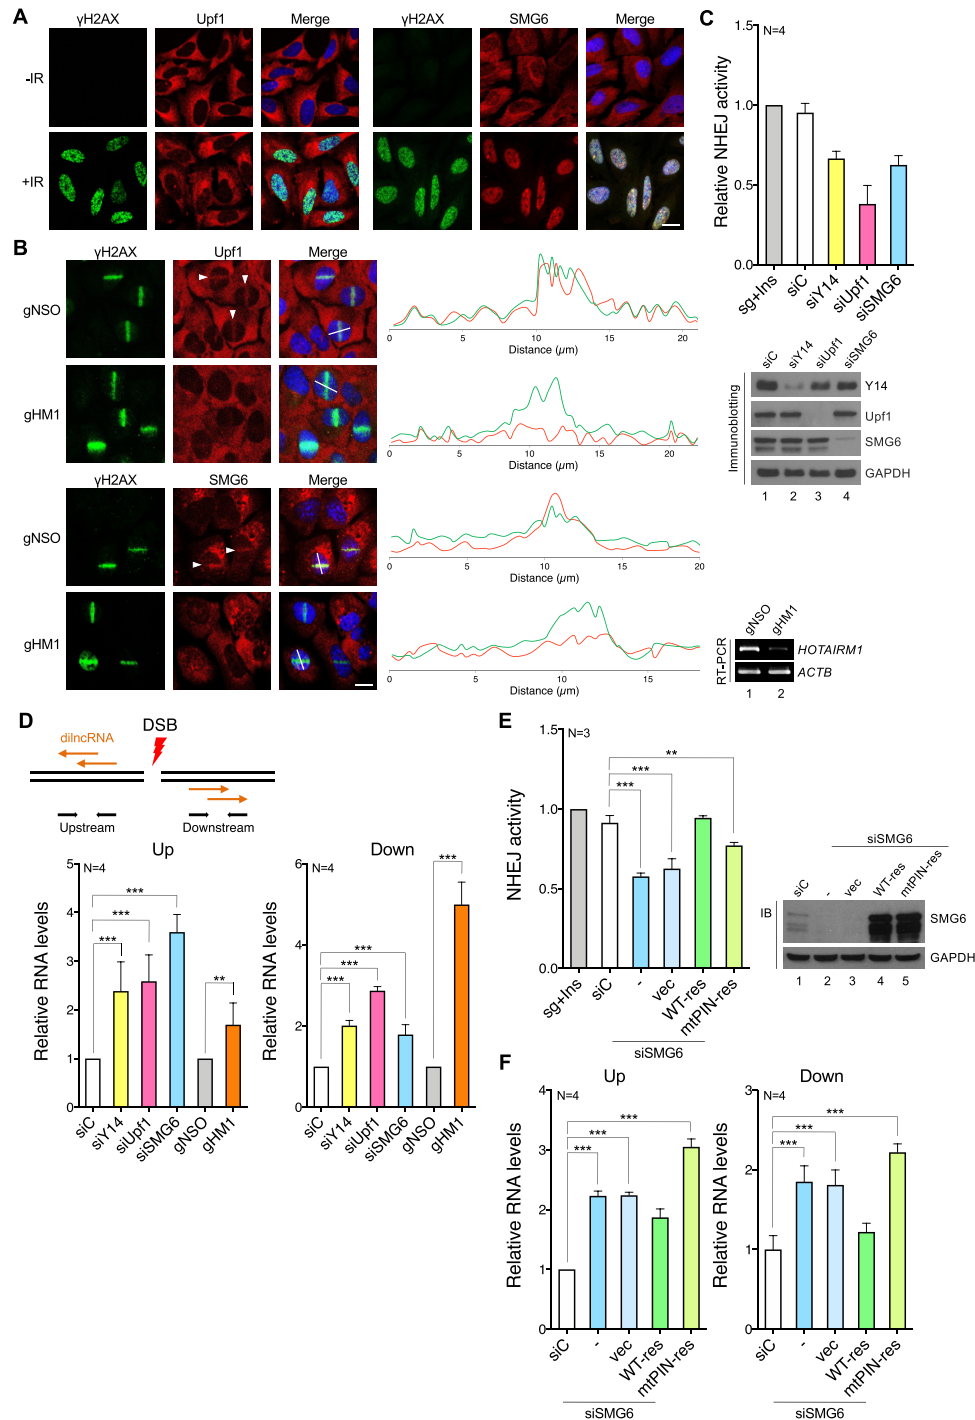 A
γH2AX Upf1 Merge γH2AX SMG6 Merge
-IR
+IR
B
γH2AX Upf1 Merge
gNSO
0 5 10 15 20
Distance (µm)
gHM1
0 5 10 15 20
Distance (µm)
γH2AX SMG6 Merge
gNSO
0 5 10 15 20
Distance (µm)
gHM1
0 5 10 15
Distance (µm)
RT-PCR
gNSO gHM1
HOTAIRM1
ACTB
1 2
C
N=4
Relative NHEJ activity
1.5
1.0
0.5
0.0
sg+Ins siC siY14 siUpf1 siSMG6
siC siY14 siUpf1 siSMG6
Immunoblotting
Y14
Upf1
SMG6
GAPDH
1 2 3 4
D
DSB
dilncRNA
Upstream Downstream
Up
N=4
Relative RNA levels
5
4
3
2
1
0
*** *** *** **
siC siY14 siUpf1 siSMG6 gNSO gHM1
Down
N=4
Relative RNA levels
6
4
2
0
*** *** *** ***
siC siY14 siUpf1 siSMG6 gNSO gHM1
E
N=3
NHEJ activity
1.5
1.0
0.5
0.0
*** *** **
sg+Ins siC - vec WT-res mtPIN-res
siSMG6
siSMG6
siC - vec WT-res mtPIN-res
IB
SMG6
GAPDH
1 2 3 4 5
F
Up
N=4
Relative RNA levels
4
3
2
1
0
*** *** ***
siC - vec WT-res mtPIN-res
siSMG6
Down
N=4
Relative RNA levels
3
2
1
0
*** *** ***
siC - vec WT-res mtPIN-res
siSMG6